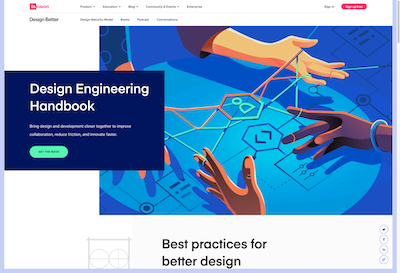 in vision
Product Education Blog Community & Events Enterprise Sign in Sign up free
Design Better Design Maturity Model Books Podcast Conversations
Design Engineering
Handbook
Bring design and development closer together to improve
collaboration, reduce friction, and innovate faster.
GET THE BOOK
Best practices for
better design